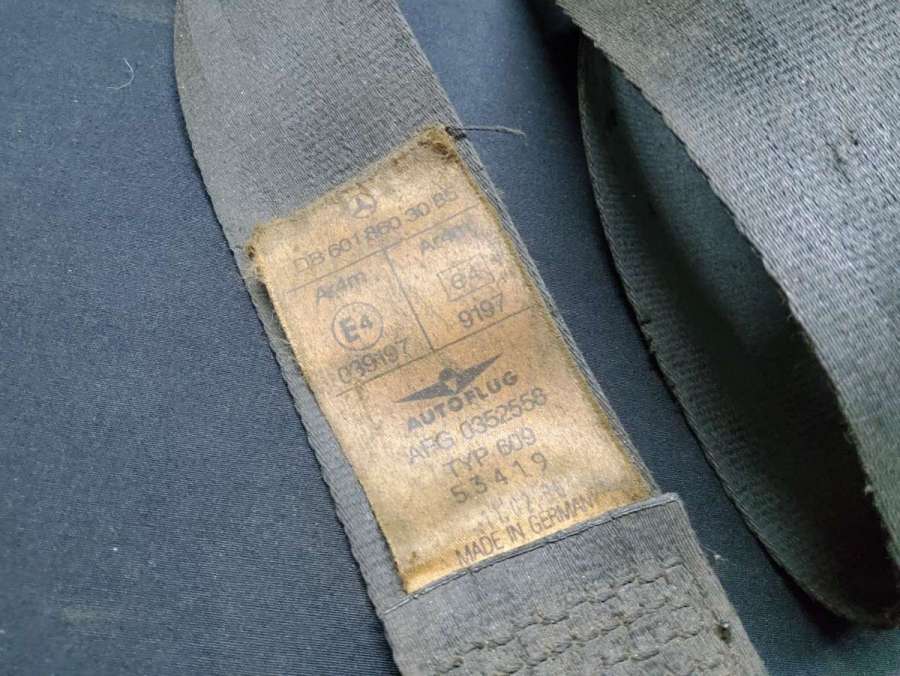 DB 601 860 30 85
Ar4m
Ar4m
E4
e4
039197
9197
AUTOFLUG
AFG 0352558
TYP 609
53419
MADE IN GERMANY